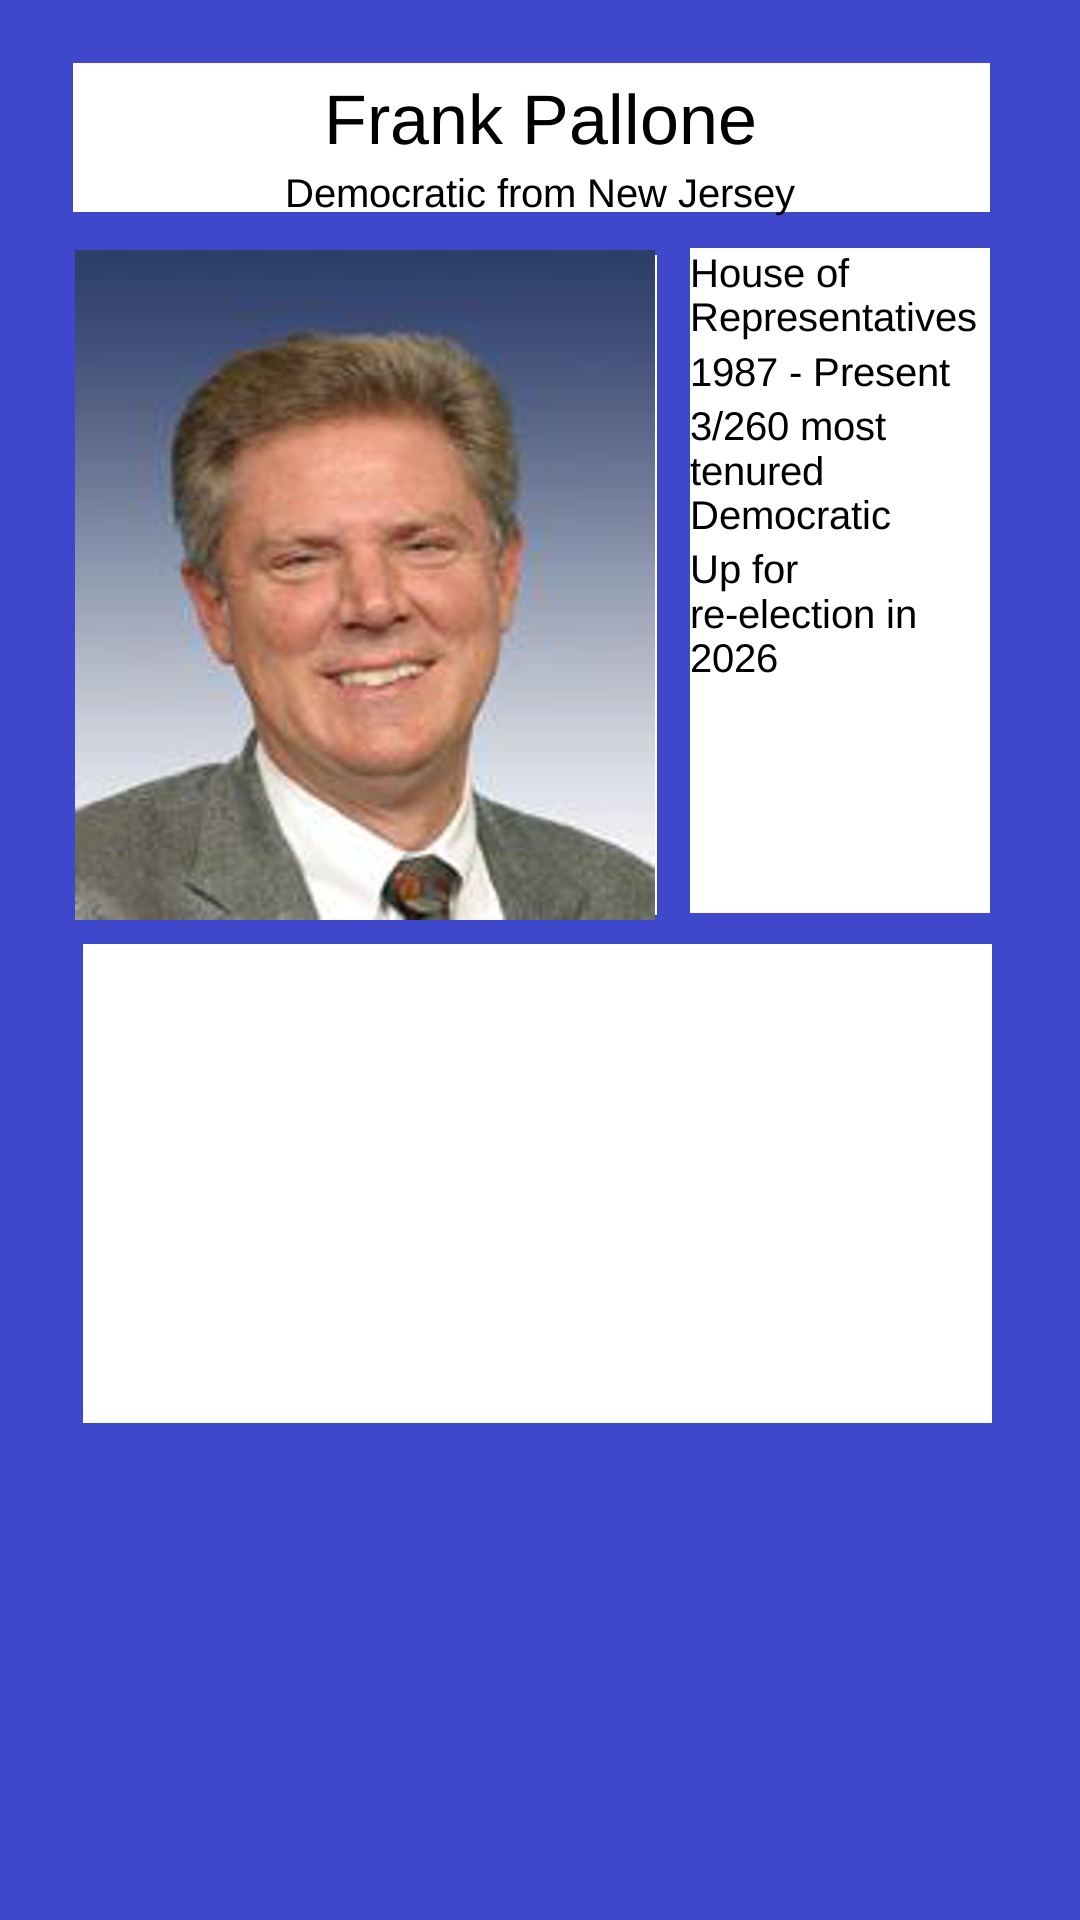 Frank Pallone
Democratic from New Jersey
House of
Representatives
1987 - Present
3/260 most
tenured
Democratic
Up for
re-election in
2026